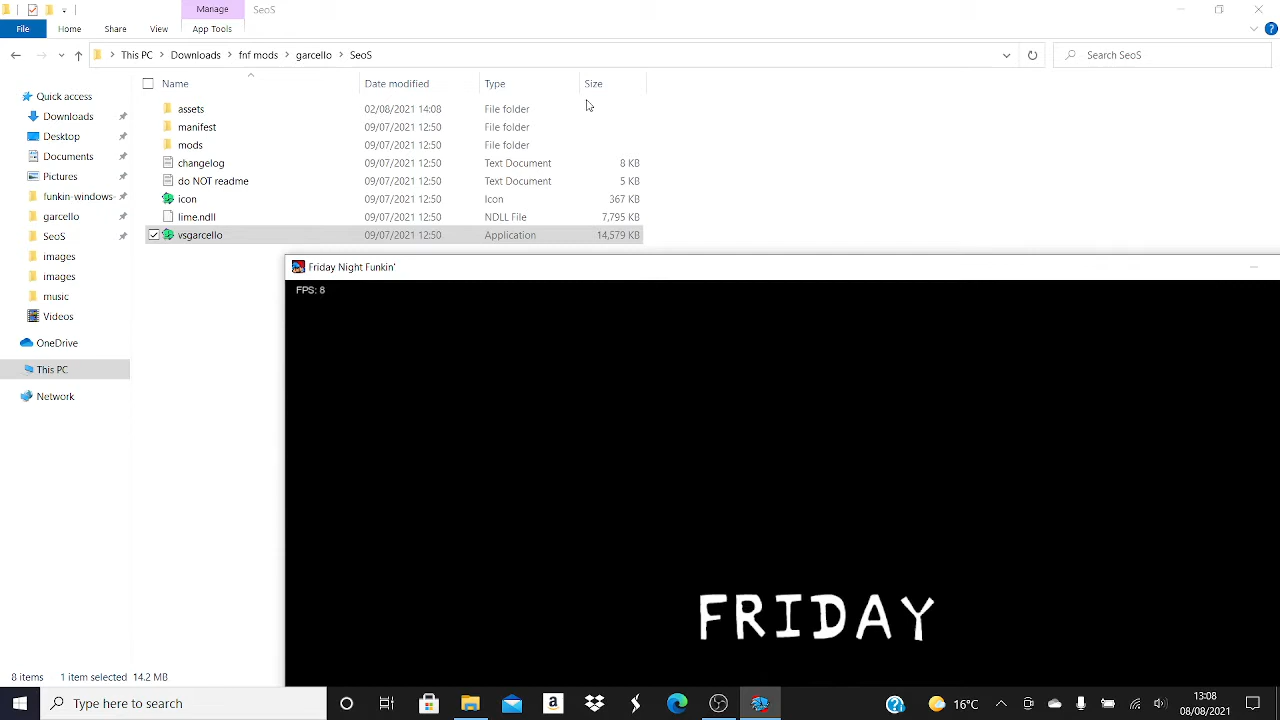 Manage SeoS
File Home Share View App Tools
This PC Downloads fnf mods garcello SeoS Search SeoS
Name Date modified Type Size
Quick access
Downloads
Desktop
Documents
Pictures
funkin-windows-
garcello
SeoS
images
images
music
Videos
OneDrive
This PC
Network
assets 02/08/2021 14:08 File folder
manifest 09/07/2021 12:50 File folder
mods 09/07/2021 12:50 File folder
changelog 09/07/2021 12:50 Text Document 8 KB
do NOT readme 09/07/2021 12:50 Text Document 5 KB
icon 09/07/2021 12:50 Icon 367 KB
lime.ndll 09/07/2021 12:50 NDLL File 7,795 KB
vsgarcello 09/07/2021 12:50 Application 14,579 KB
Friday Night Funkin'
FPS: 8
FRIDAY
8 items 1 item selected 14.2 MB
Type here to search
16°C
13:08
08/08/2021